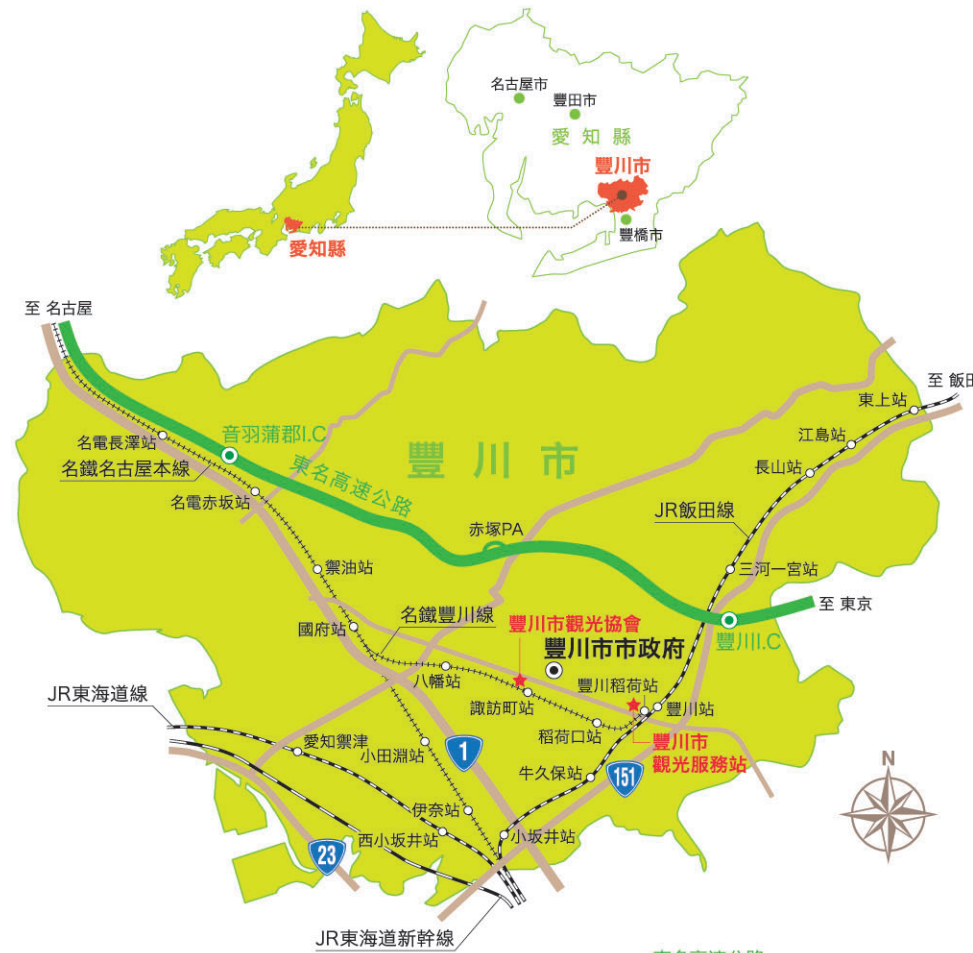 名古屋市
豐田市
愛知縣
豐川市
豐橋市
愛知縣
至 名古屋
至 飯田
東上站
江島站
長山站
名電長澤站
音羽蒲郡I.C
名鐵名古屋本線
豐川市
東名高速公路
名電赤坂站
JR飯田線
赤塚PA
禦油站
三河一宮站
至 東京
國府站
名鐵豐川線
豐川市觀光協會
豐川市市政府
豐川I.C
八幡站
豐川稻荷站
JR東海道線
諏訪町站
豐川站
稻荷口站
愛知禦津
小田淵站
1
豐川市
觀光服務站
牛久保站
151
N
伊奈站
西小坂井站
小坂井站
23
JR東海道新幹線
東名高速公路